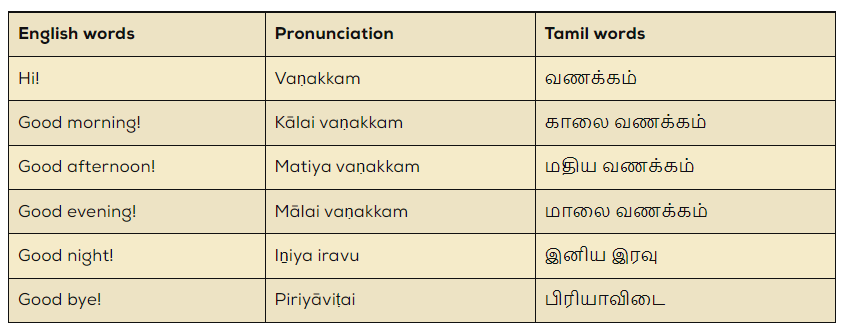 English words Pronunciation Tamil words
Hi! Vaṇakkam வணக்கம்
Good morning! Kālai vaṇakkam காலை வணக்கம்
Good afternoon! Matiya vaṇakkam மதிய வணக்கம்
Good evening! Mālai vaṇakkam மாலை வணக்கம்
Good night! Iṉiya iravu இனிய இரவு
Good bye! Piriyāviṭai பிரியாவிடை